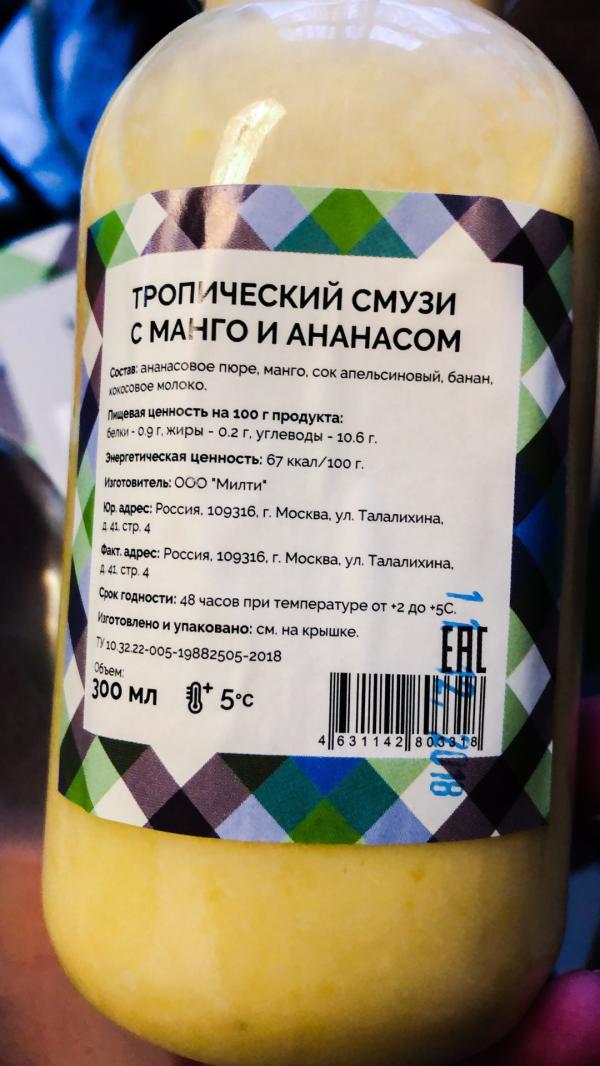 ТРОПИЧЕСКИЙ СМУЗИ
С МАНГО И АНАНАСОМ
Состав: ананасовое пюре, манго, сок апельсиновый, банан,
кокосовое молоко.
Пищевая ценность на 100 г продукта:
белки - 0.9 г, жиры - 0.2 г, углеводы - 10.6 г.
Энергетическая ценность: 67 ккал/100 г.
Изготовитель: ООО "Милти"
Юр. адрес: Россия, 109316, г. Москва, ул. Талалихина,
д. 41, стр. 4
Факт. адрес: Россия, 109316, г. Москва, ул. Талалихина,
д. 41, стр. 4
Срок годности: 48 часов при температуре от +2 до +5С.
Изготовлено и упаковано: см. на крышке.
ТУ 10.32.22-005-19882505-2018
Объем:
300 мл
+ 5°С
EAC
4 631142 803318
12 2018